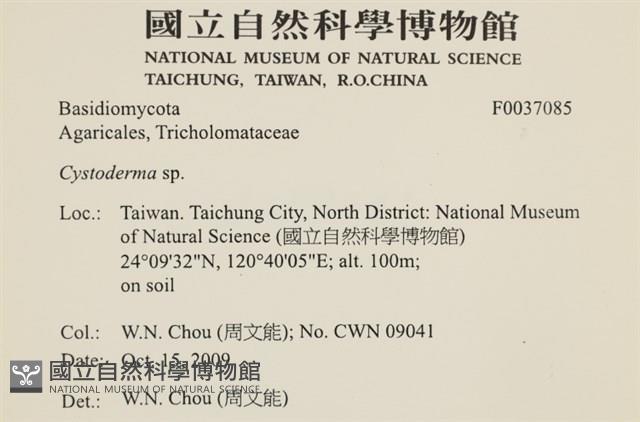 國立自然科學博物館
NATIONAL MUSEUM OF NATURAL SCIENCE
TAICHUNG, TAIWAN, R.O.CHINA
Basidiomycota F0037085
Agaricales, Tricholomataceae
Cystoderma sp.
Loc.: Taiwan. Taichung City, North District: National Museum
of Natural Science (國立自然科學博物館)
24°09'32"N, 120°40'05"E; alt. 100m;
on soil
Col.: W.N. Chou (周文能); No. CWN 09041
Date: Oct. 15, 2009
國立自然科學博物館
NATIONAL MUSEUM OF NATURAL SCIENCE
Det.: W.N. Chou (周文能)